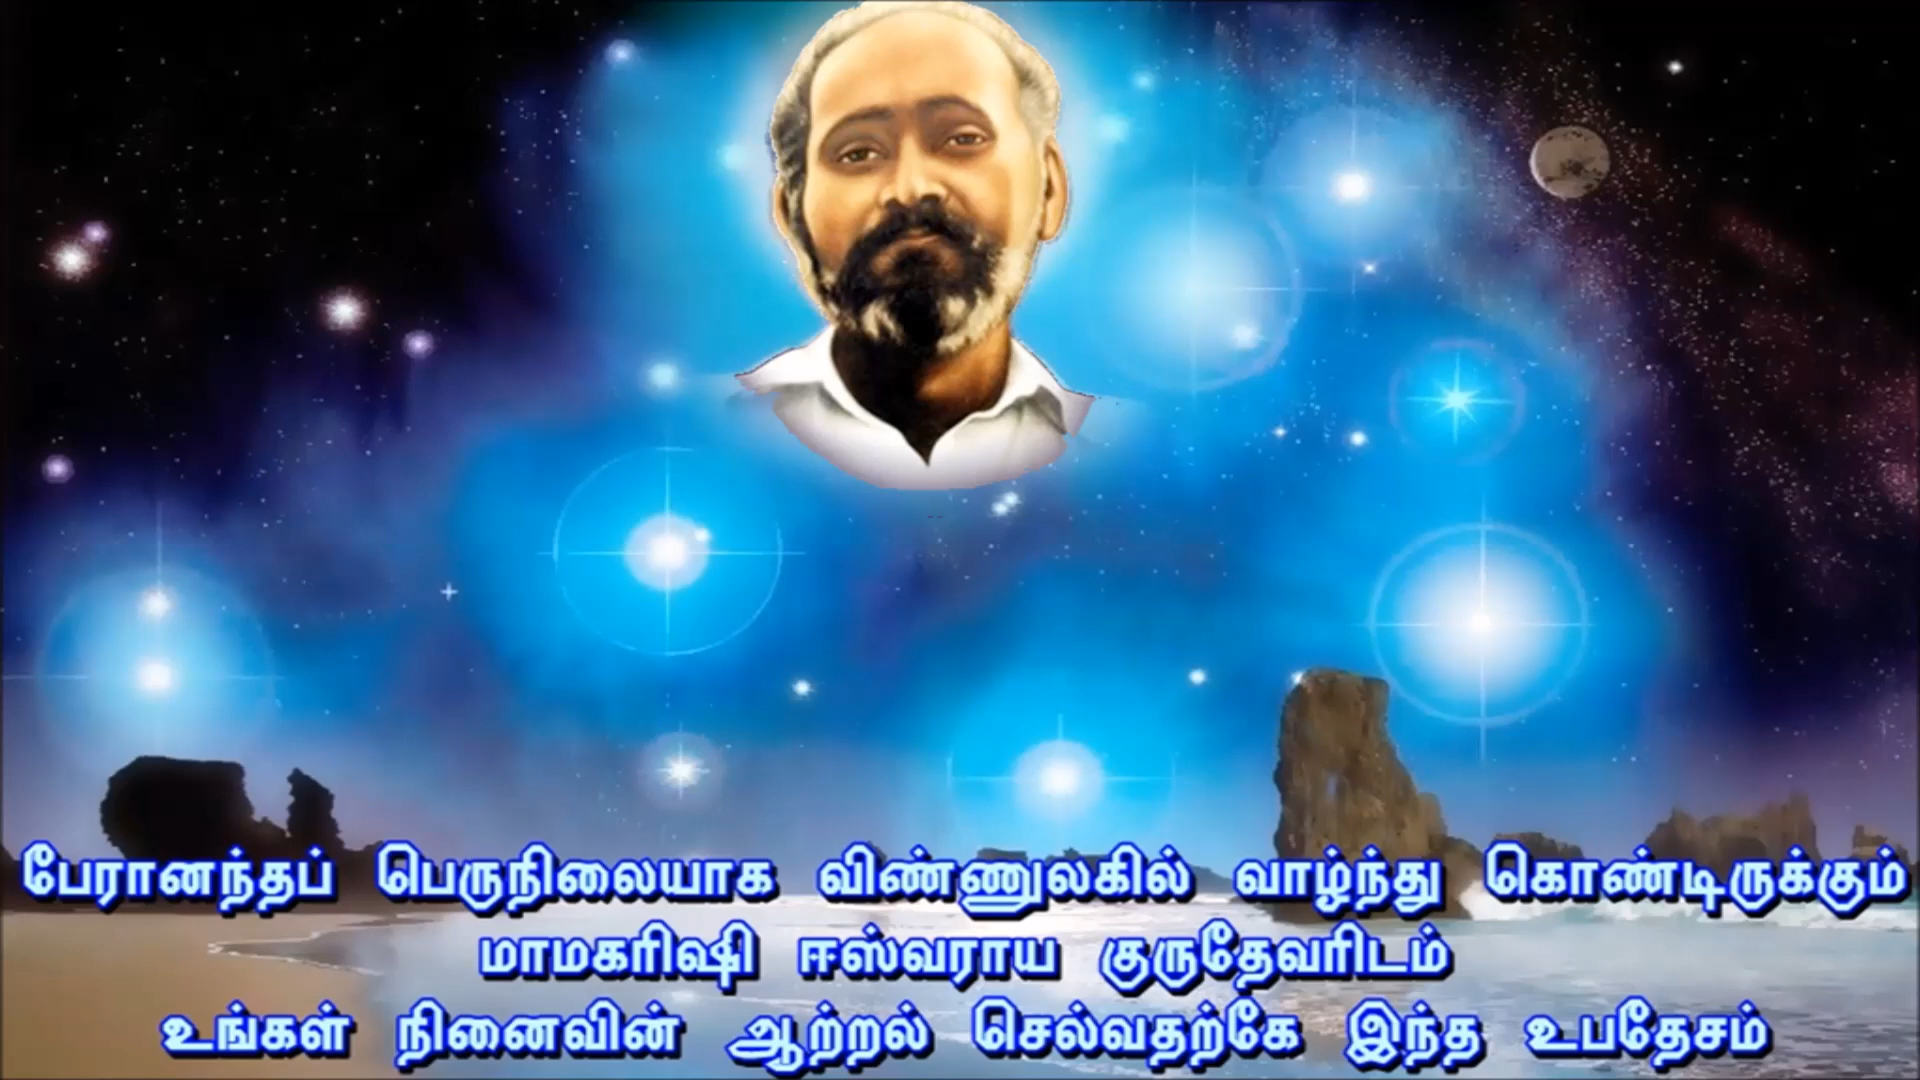 பேரானந்தப் பெருநிலையாக விண்ணுலகில் வாழ்ந்து கொண்டிருக்கும்
மாமகரிஷி ஈஸ்வராய குருதேவரிடம்
உங்கள் நினைவின் ஆற்றல் செல்வதற்கே இந்த உபதேசம்